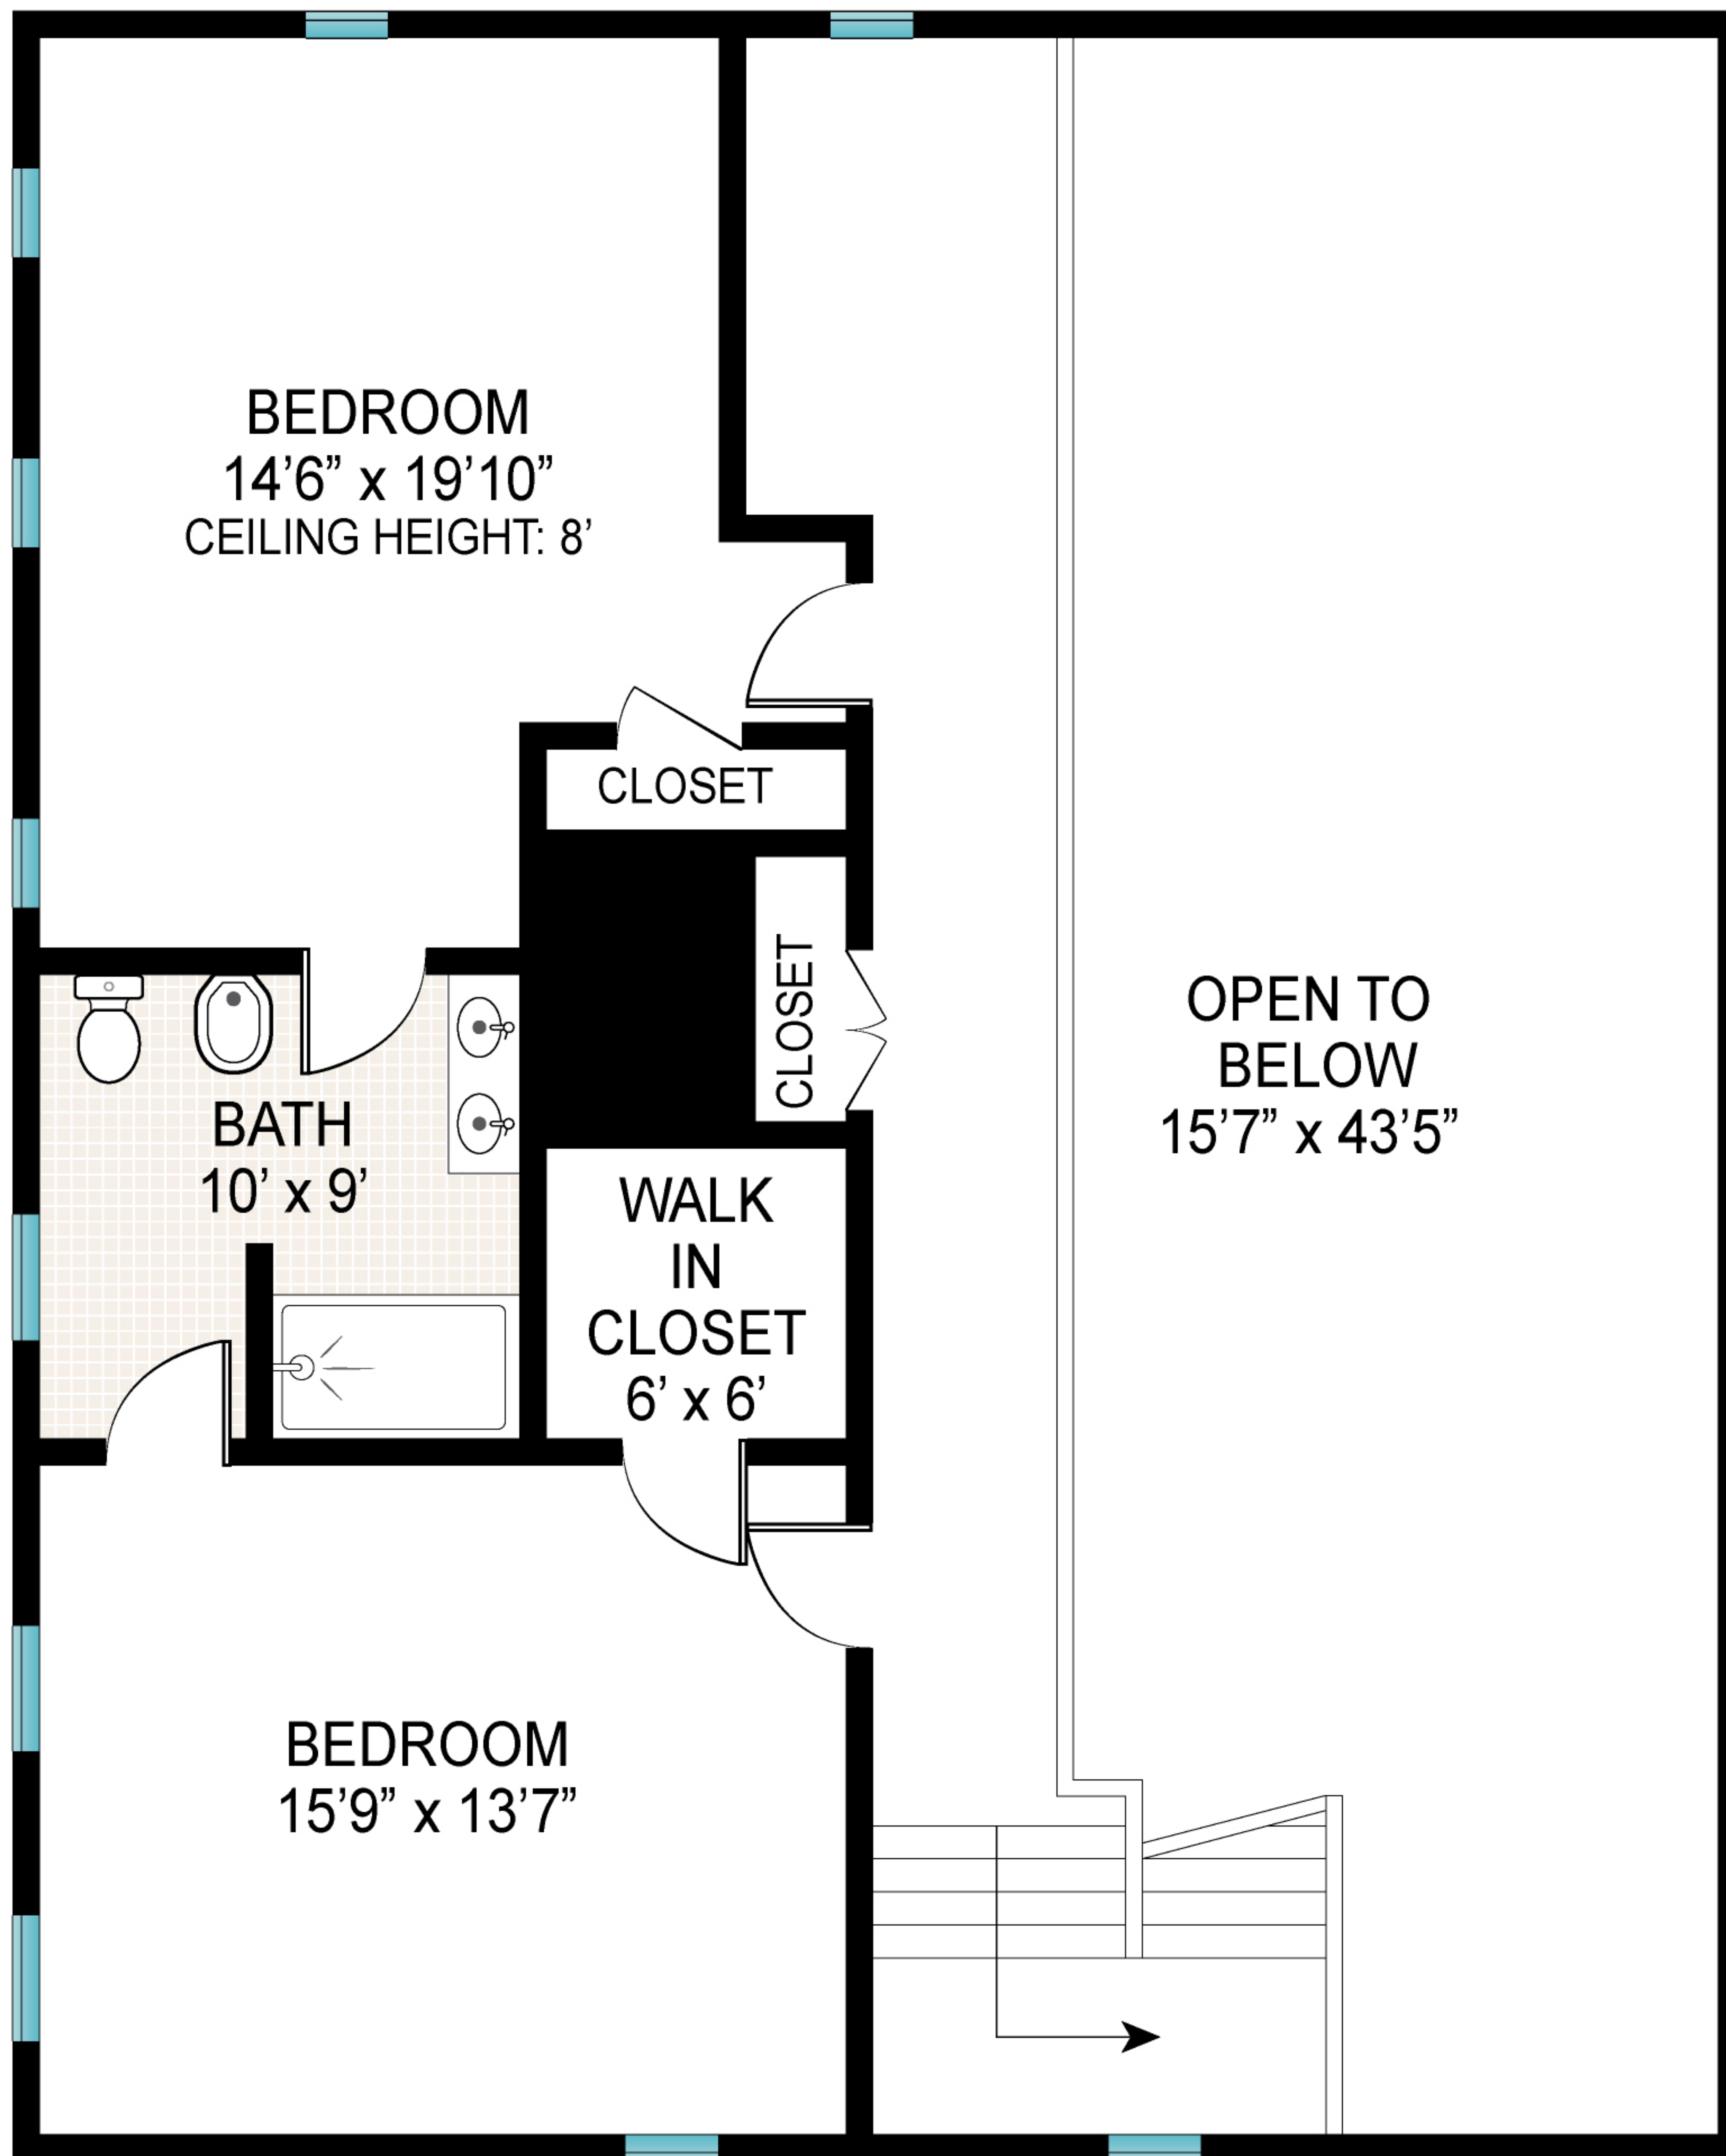 BEDROOM
14’6” x 19’10”
CEILING HEIGHT: 8’
CLOSET
CLOSET
OPEN TO
BELOW
15’7” x 43’5”
BATH
10’ x 9’
WALK
IN
CLOSET
6’ x 6’
BEDROOM
15’9” x 13’7”